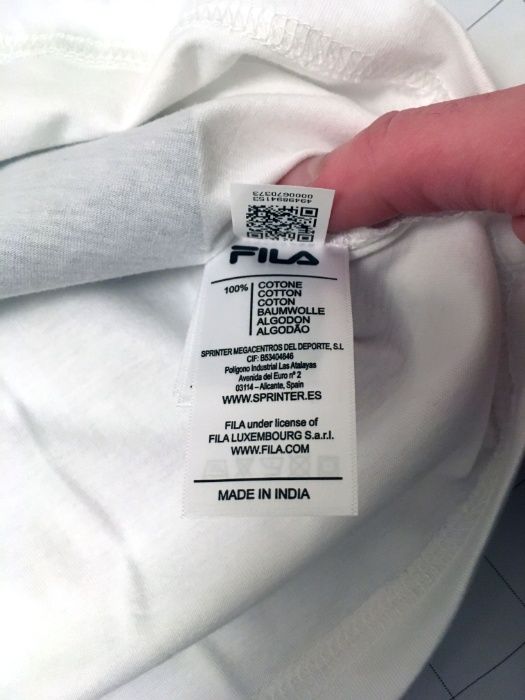 4949894153
0000670373
FILA
100% COTONE
COTTON
COTON
BAUMWOLLE
ALGODON
ALGODÃO
SPRINTER MEGACENTROS DEL DEPORTE, S.L
CIF: B53404646
Polígono Industrial Las Atalayas
Avenida del Euro nº 2
03114 – Alicante, Spain
WWW.SPRINTER.ES
FILA under license of
FILA LUXEMBOURG S.a.r.l.
WWW.FILA.COM
MADE IN INDIA